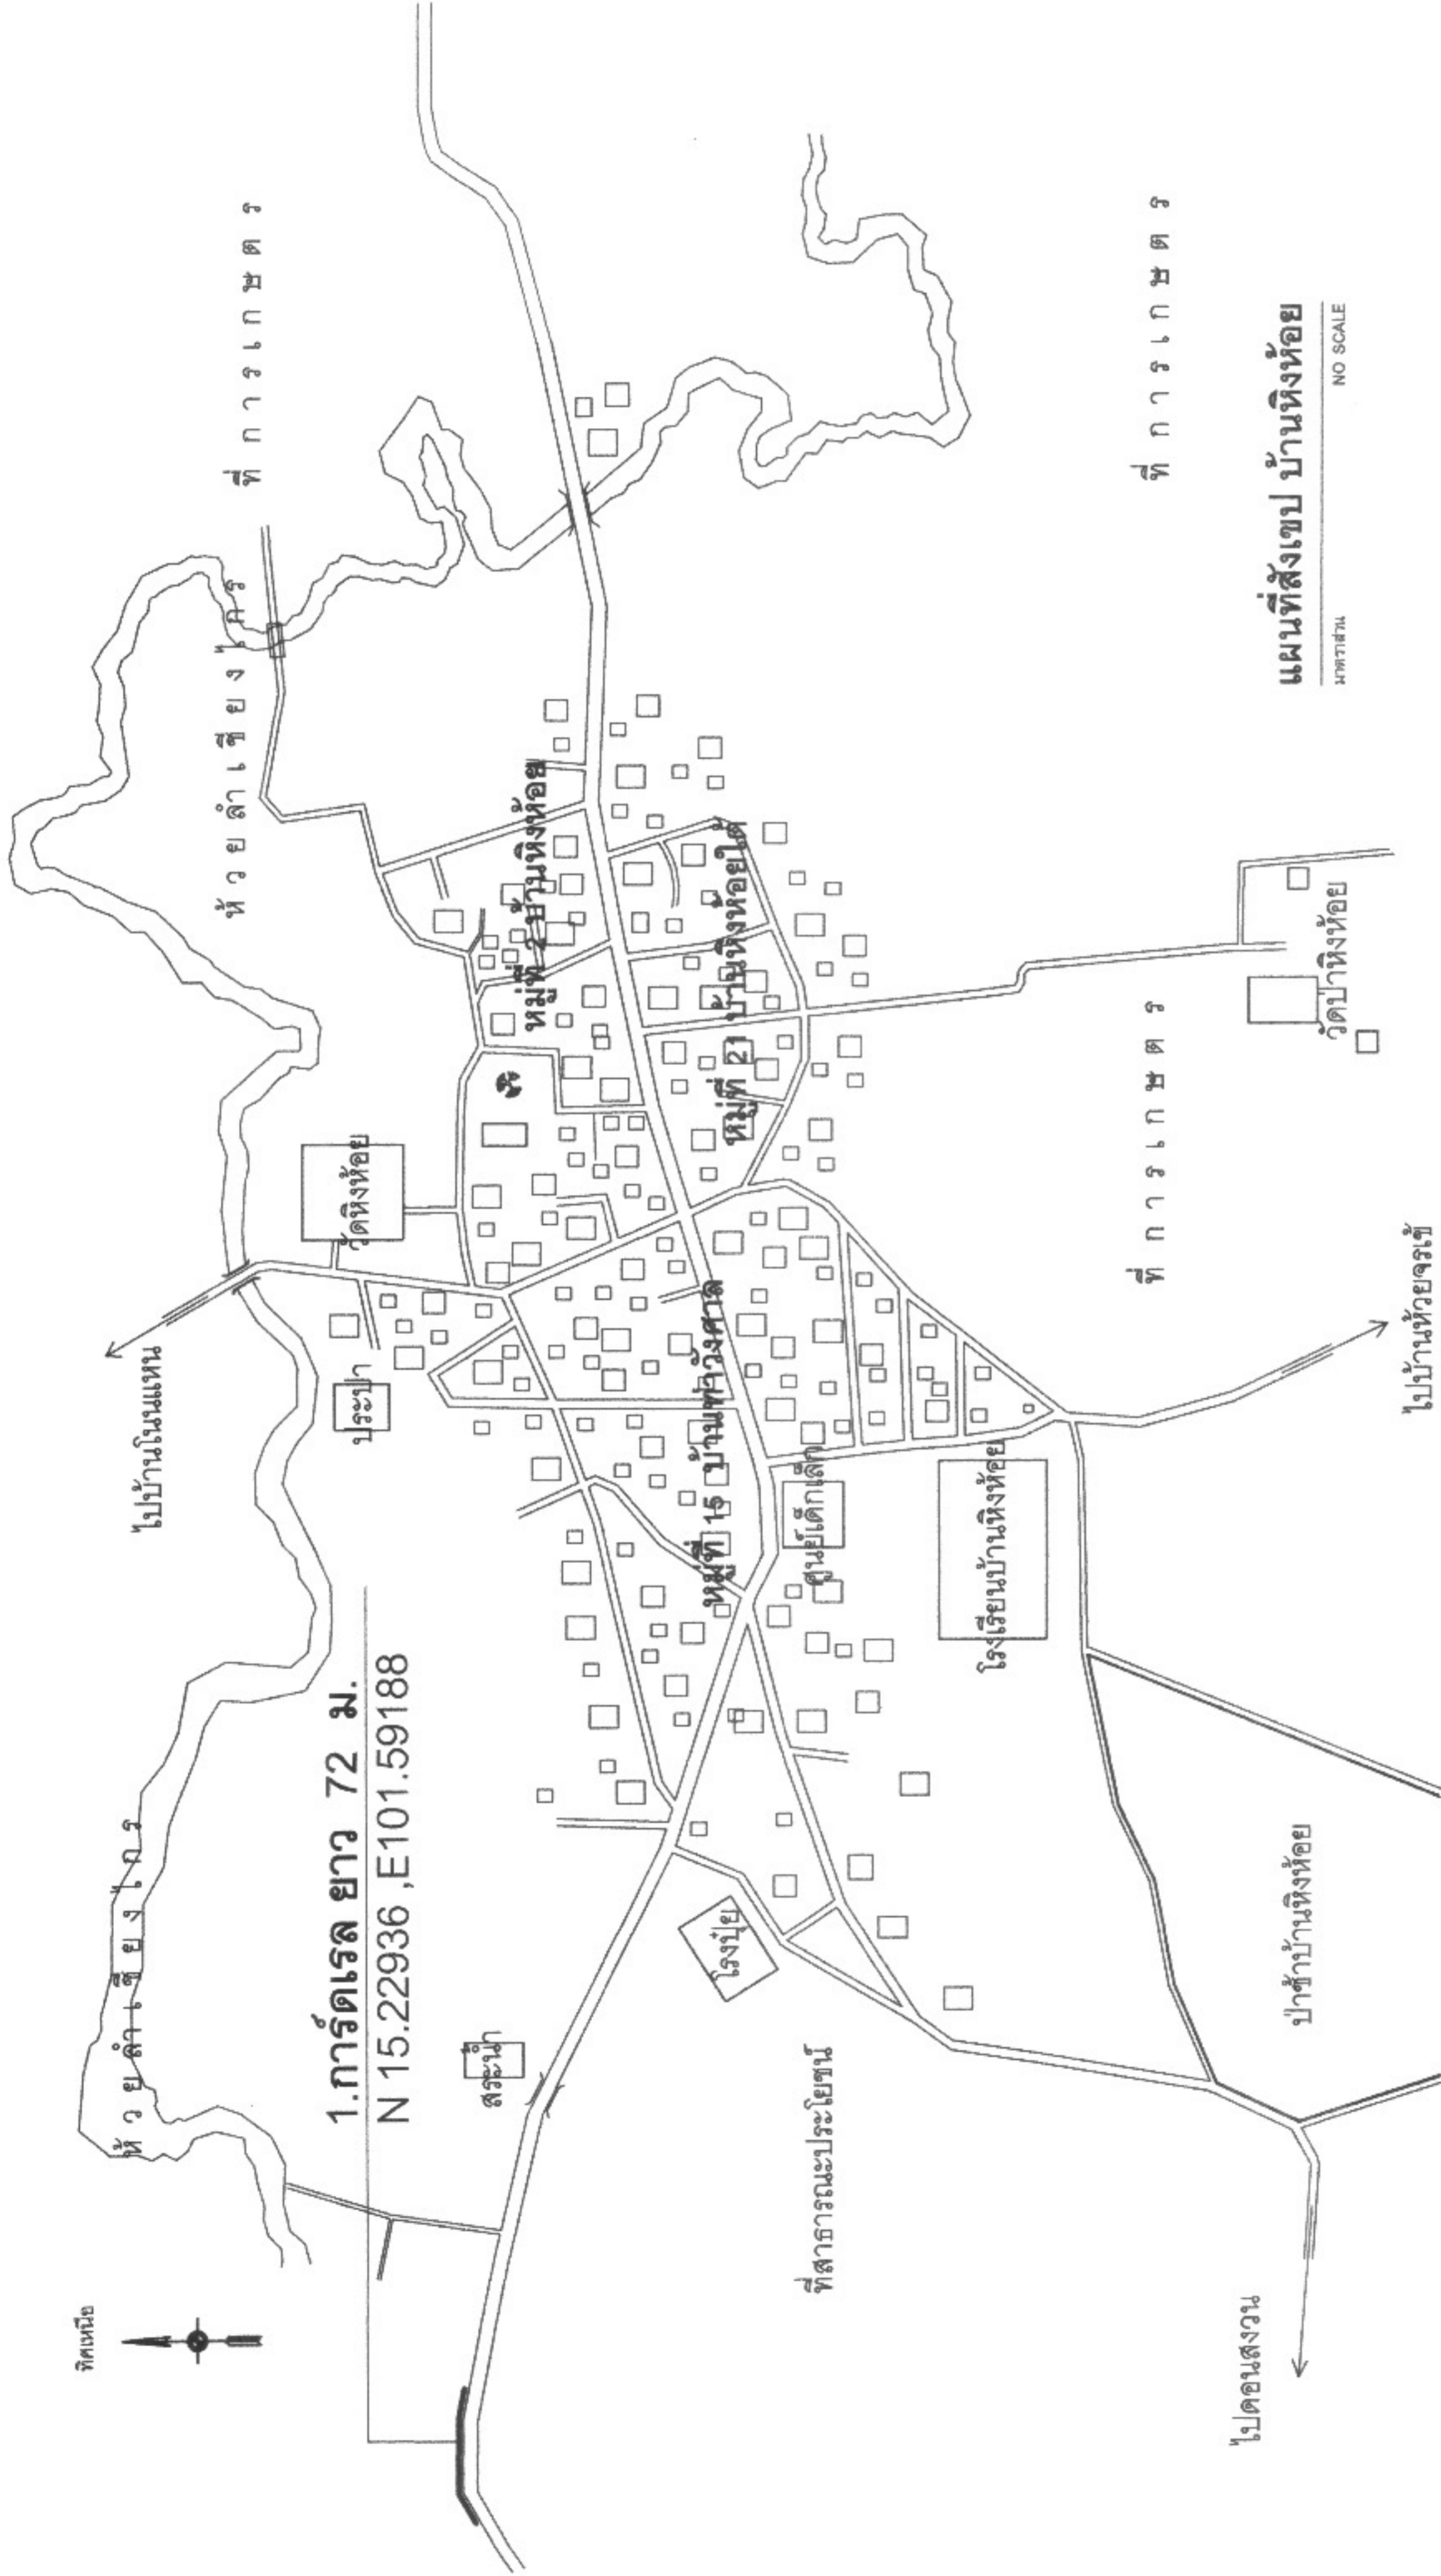 ทิศเหนือ
ห้วยลำเชียงไกร
ไปบ้านโนนแหน
ห้วยลำเชียงไกร
ที่การเกษตร
1.การ์ดเรล ยาว 72 ม.
N 15.22936 ,E101.59188
ประปา
วัดหิงห้อย
สระน้ำ
หมู่ที่ 2 บ้านหิงห้อย
โรงปุ๋ย
หมู่ที่ 15 บ้านท่าวังศาล
หมู่ที่ 21 บ้านหิงห้อยใต้
ศูนย์เด็กเล็ก
ที่สาธารณะประโยชน์
โรงเรียนบ้านหิงห้อย
ที่การเกษตร
ที่การเกษตร
ไปดอนสงวน
ป่าช้าบ้านหิงห้อย
วัดป่าหิงห้อย
ไปบ้านห้วยจรเข้
แผนที่สังเขป บ้านหิงห้อย
มาตราส่วน NO SCALE